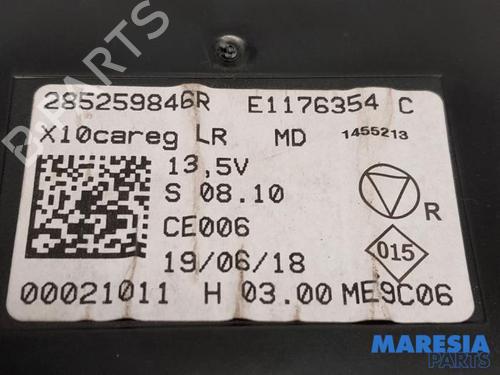 285259846R E1176354 C
X10careg LR MD 1455213
13,5V
S 08.10
CE006
R
015
19/06/18
00021011 H 03.00 ME9C06
B-PARTS
MARESIA
PARTS